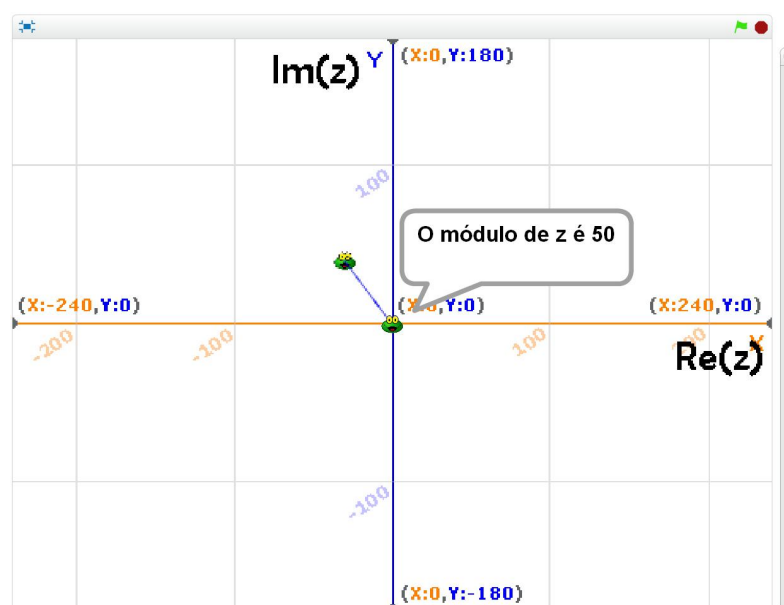 Im(z) Y (X:0,Y:180)
100
O módulo de z é 50
(X:-240,Y:0) (X:0,Y:0) (X:240,Y:0)
-200 -100 100 X
Re(z)
-100
(X:0,Y:-180)